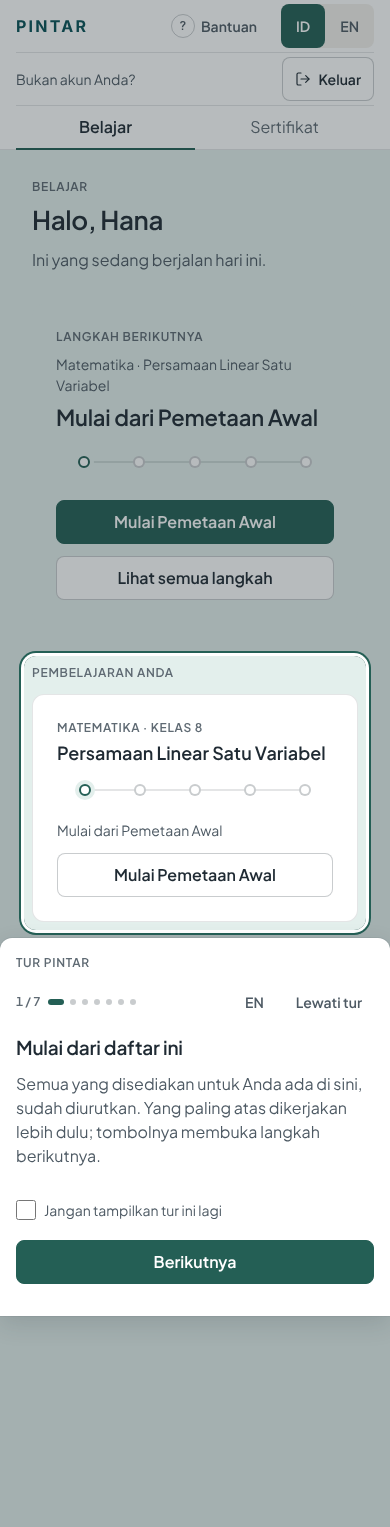 PINTAR
? Bantuan
ID EN
Bukan akun Anda?
Keluar
Belajar Sertifikat
BELAJAR
Halo, Hana
Ini yang sedang berjalan hari ini.
LANGKAH BERIKUTNYA
Matematika · Persamaan Linear Satu
Variabel
Mulai dari Pemetaan Awal
Mulai Pemetaan Awal
Lihat semua langkah
PEMBELAJARAN ANDA
MATEMATIKA · KELAS 8
Persamaan Linear Satu Variabel
Mulai dari Pemetaan Awal
Mulai Pemetaan Awal
TUR PINTAR
1 / 7 EN Lewati tur
Mulai dari daftar ini
Semua yang disediakan untuk Anda ada di sini,
sudah diurutkan. Yang paling atas dikerjakan
lebih dulu; tombolnya membuka langkah
berikutnya.
Jangan tampilkan tur ini lagi
Berikutnya